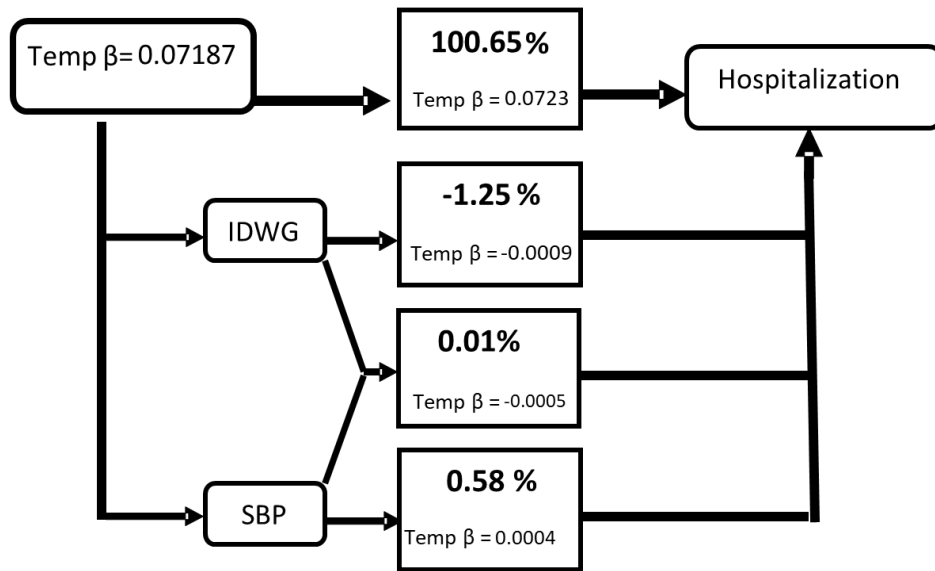 Temp β= 0.07187
100.65%
Temp β = 0.0723
Hospitalization
IDWG
-1.25 %
Temp β = -0.0009
0.01%
Temp β = -0.0005
SBP
0.58 %
Temp β = 0.0004